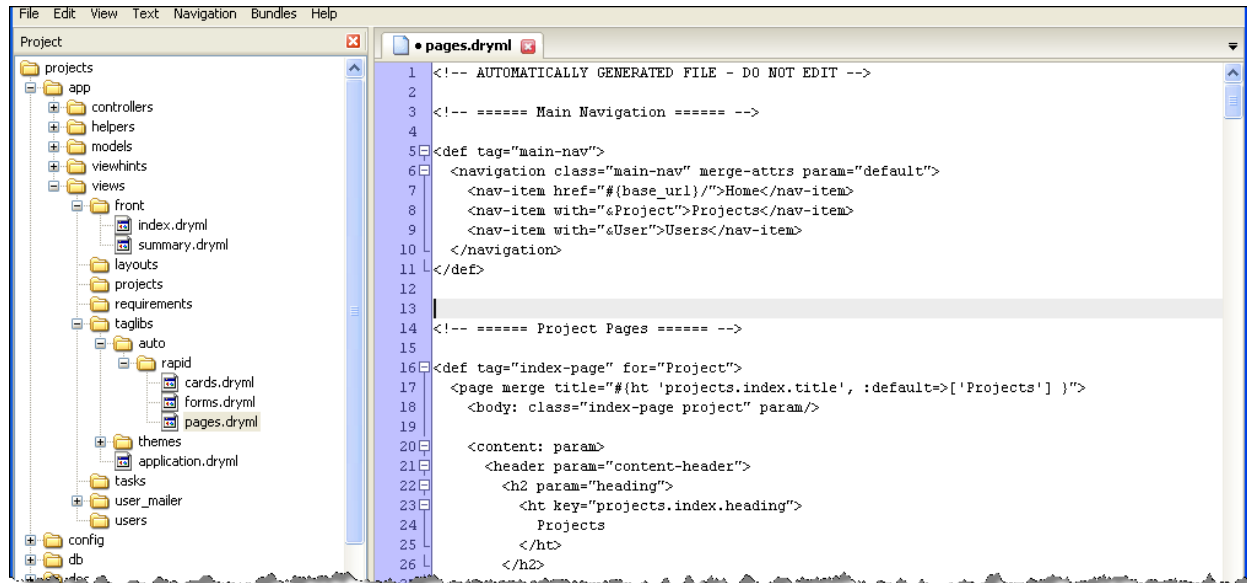 File Edit View Text Navigation Bundles Help
Project
projects
app
controllers
helpers
models
viewhints
views
front
index.dryml
summary.dryml
layouts
projects
requirements
taglibs
auto
rapid
cards.dryml
forms.dryml
pages.dryml
themes
application.dryml
tasks
user_mailer
users
config
db
• pages.dryml
1 <!-- AUTOMATICALLY GENERATED FILE - DO NOT EDIT -->
2
3 <!-- ====== Main Navigation ====== -->
4
5 <def tag="main-nav">
6 <navigation class="main-nav" merge-attrs param="default">
7 <nav-item href="#{base_url}/">Home</nav-item>
8 <nav-item with="&Project">Projects</nav-item>
9 <nav-item with="&User">Users</nav-item>
10 </navigation>
11 </def>
12
13
14 <!-- ====== Project Pages ====== -->
15
16 <def tag="index-page" for="Project">
17 <page merge title="#{ht 'projects.index.title', :default=>['Projects'] }">
18 <body: class="index-page project" param/>
19
20 <content: param>
21 <header param="content-header">
22 <h2 param="heading">
23 <ht key="projects.index.heading">
24 Projects
25 </ht>
26 </h2>